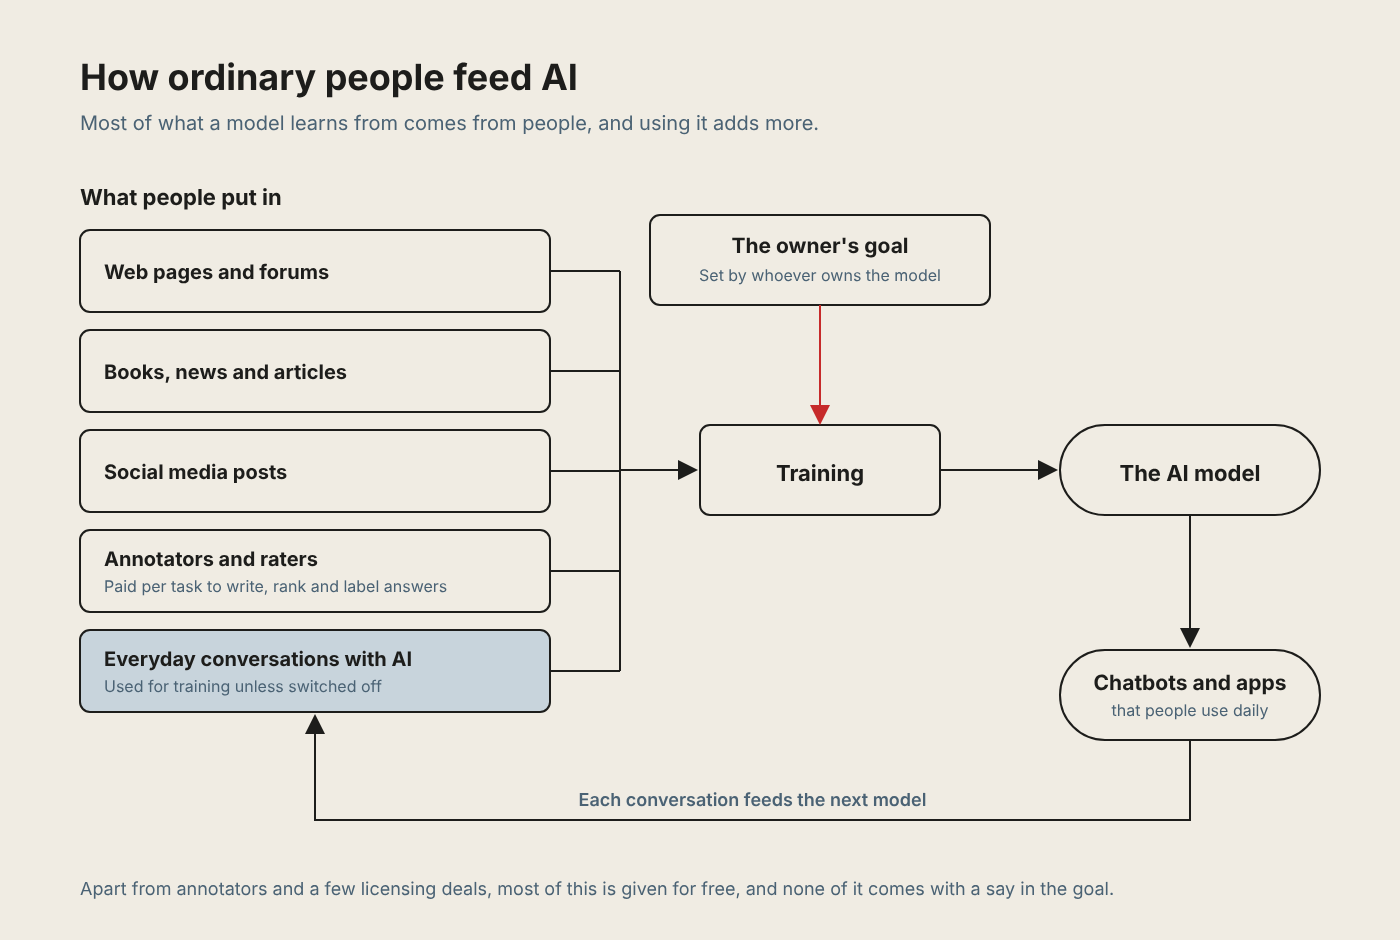 How ordinary people feed AI
Most of what a model learns from comes from people, and using it adds more.
What people put in
Web pages and forums
Books, news and articles
Social media posts
Annotators and raters
Paid per task to write, rank and label answers
Everyday conversations with AI
Used for training unless switched off
The owner's goal
Set by whoever owns the model
Training
The AI model
Chatbots and apps
that people use daily
Each conversation feeds the next model
Apart from annotators and a few licensing deals, most of this is given for free, and none of it comes with a say in the goal.